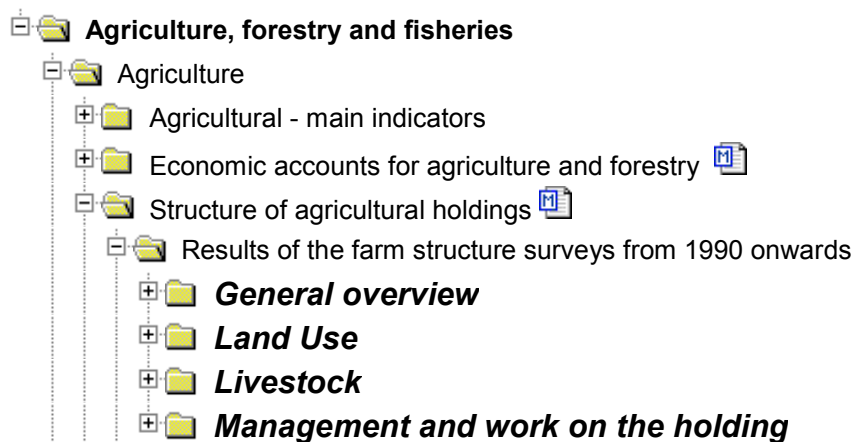 Agriculture, forestry and fisheries
Agriculture
Agricultural - main indicators
Economic accounts for agriculture and forestry M
Structure of agricultural holdings M
Results of the farm structure surveys from 1990 onwards
General overview
Land Use
Livestock
Management and work on the holding